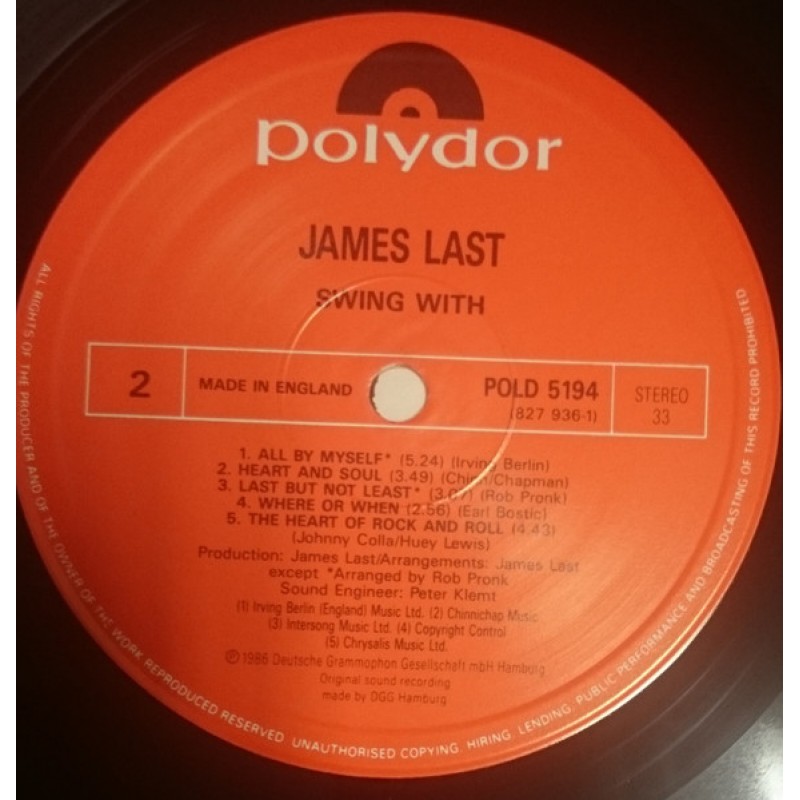 polydor
JAMES LAST
SWING WITH
2
MADE IN ENGLAND
POLD 5194
(827 936-1)
STEREO
33
1. ALL BY MYSELF* (5.24) (Irving Berlin)
2. HEART AND SOUL (3.49) (Chinn/Chapman)
3. LAST BUT NOT LEAST* (3.07) (Rob Pronk)
4. WHERE OR WHEN (2.56) (Earl Bostic)
5. THE HEART OF ROCK AND ROLL (4.43)
(Johnny Colla/Huey Lewis)
Production: James Last/Arrangements: James Last
except *Arranged by Rob Pronk
Sound Engineer: Peter Klemt
(1) Irving Berlin (England) Music Ltd. (2) Chinnichap Music
(3) Intersong Music Ltd. (4) Copyright Control
(5) Chrysalis Music Ltd.
℗ 1986 Deutsche Grammophon Gesellschaft mbH Hamburg
Original sound recording
made by DGG Hamburg
ALL RIGHTS OF THE PRODUCER AND OF THE OWNER OF THE WORK REPRODUCED RESERVED UNAUTHORISED COPYING, HIRING, LENDING, PUBLIC PERFORMANCE AND BROADCASTING OF THIS RECORD PROHIBITED